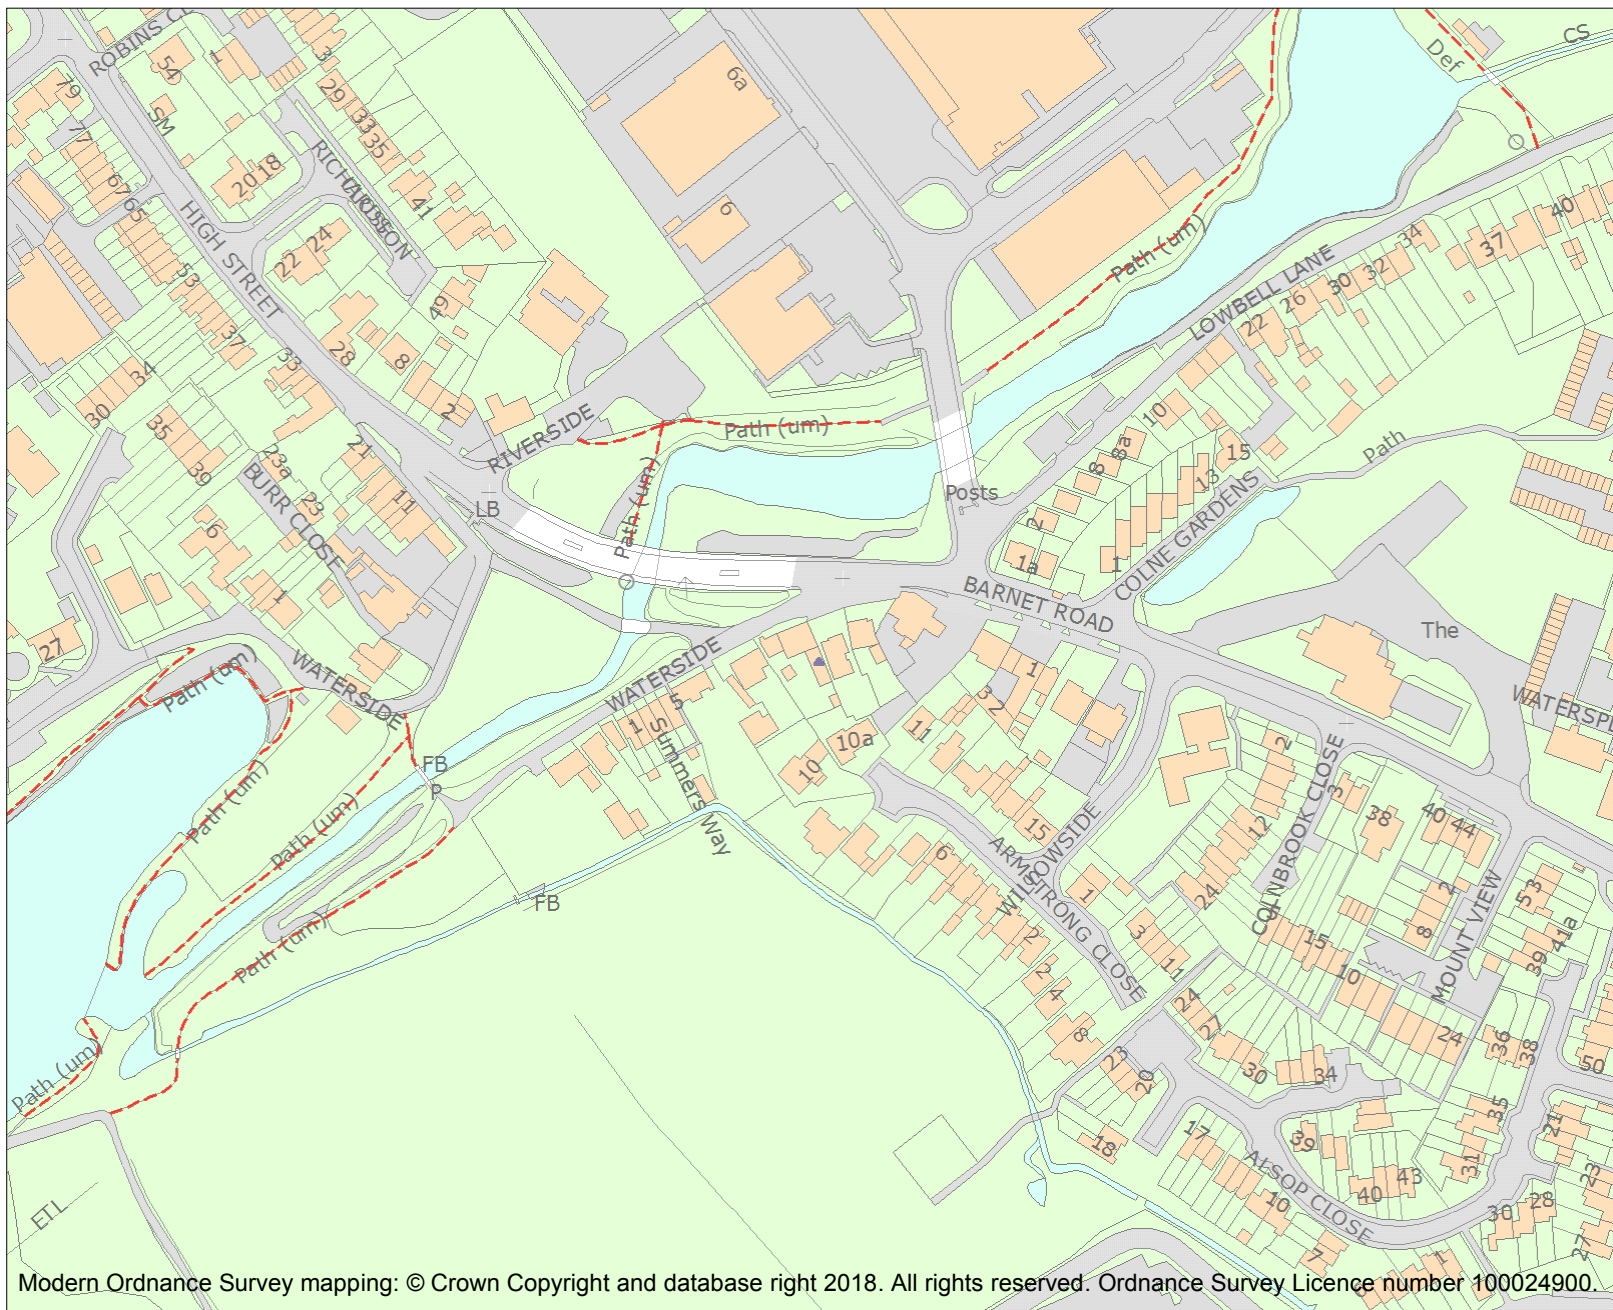 ROBINS CL
CS
Def
79
54
1
3
6a
29
33
35
SM
77
67
65
20
18
RICHARDSON
CLOSE
41
6
40
37
34
HIGH STREET
22
24
Path (um)
LOWBELL LANE
32
30
26
22
53
49
37
28
8
33
34
30
2
RIVERSIDE
Path (um)
10
35
39
21
8a
8
15
13
Path
23a
23
BURR CLOSE
11
LB
Path (um)
Posts
2
6
1a
1
COLNE GARDENS
1
BARNET ROAD
The
27
WATERSIDE
Path (um)
WATERSIDE
5
1
Summers Way
1
3
2
11
10a
10
WATERSPL
FB
P
2
COLNBROOK CLOSE
3
38
40
44
Path (um)
Path (um)
15
ARMSTRONG CLOSE
WILLOWSIDE
12
6
1
24
2
8
MOUNT VIEW
53
5
FB
Path (um)
2
3
11
15
10
39
41a
2
4
8
24
27
24
36
38
Path (um)
23
20
30
34
50
18
17
39
35
21
31
ALSOP CLOSE
40
43
23
ETL
10
30
28
27
7
1
Modern Ordnance Survey mapping: © Crown Copyright and database right 2018. All rights reserved. Ordnance Survey Licence number 100024900.